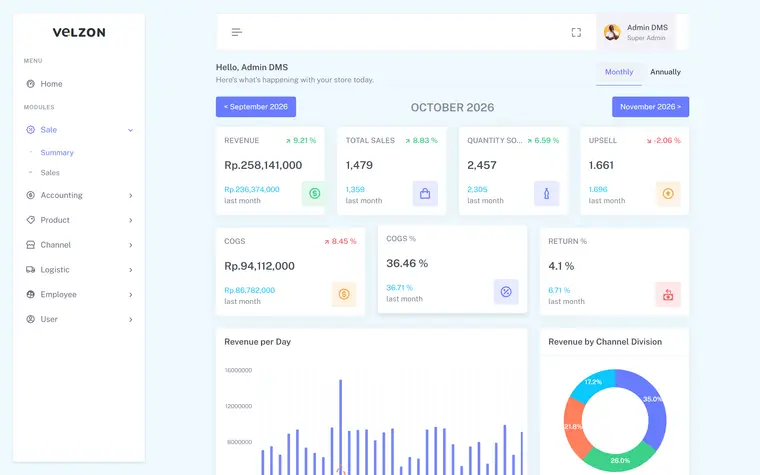 VELZON
MENU
Home
MODULES
Sale
Summary
Sales
Accounting
Product
Channel
Logistic
Employee
User
Admin DMS
Super Admin
Hello, Admin DMS
Here's what's happening with your store today.
Monthly
Annually
< September 2026
OCTOBER 2026
November 2026 >
REVENUE
9.21 %
Rp.258,141,000
Rp.236,374,000
last month
TOTAL SALES
8.83 %
1,479
1,359
last month
QUANTITY SO...
6.59 %
2,457
2,305
last month
UPSELL
-2.06 %
1.661
1.696
last month
COGS
8.45 %
Rp.94,112,000
Rp.86,782,000
last month
COGS %
36.46 %
36.71 %
last month
RETURN %
4.1 %
6.71 %
last month
Revenue per Day
16000000
12000000
8000000
Revenue by Channel Division
17.2%
35.0%
21.8%
26.0%